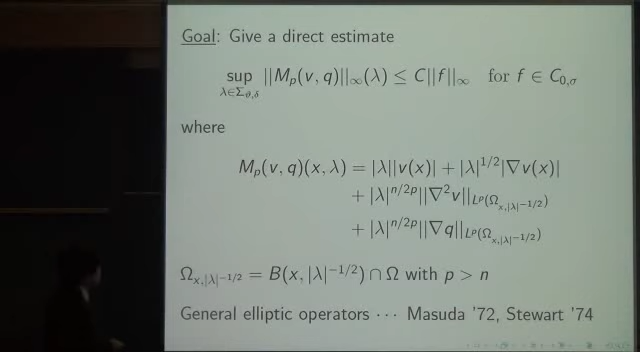 Goal: Give a direct estimate
sup ||M_p(v, q)||_∞(λ) ≤ C||f||_∞ for f ∈ C_{0,σ}
λ∈Σ_{ϑ,δ}
where
M_p(v, q)(x, λ) = |λ||v(x)| + |λ|^{1/2}|∇v(x)|
+ |λ|^{n/2p}||∇²v||_{L^p(Ω_{x,|λ|^{-1/2}})}
+ |λ|^{n/2p}||∇q||_{L^p(Ω_{x,|λ|^{-1/2}})}
Ω_{x,|λ|^{-1/2}} = B(x, |λ|^{-1/2}) ∩ Ω with p > n
General elliptic operators ··· Masuda '72, Stewart '74